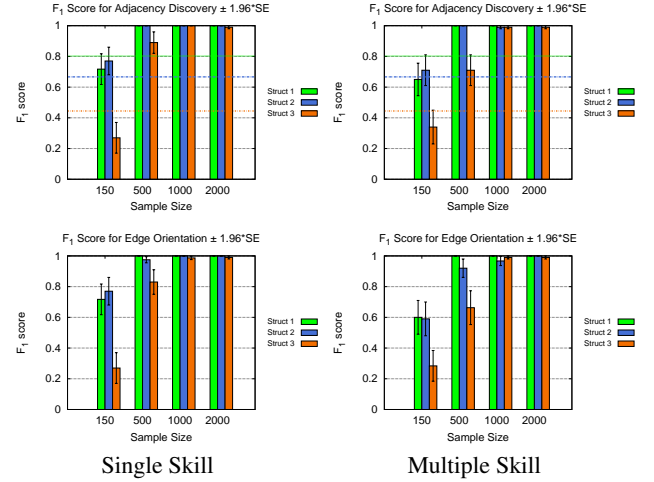 F1 Score for Adjacency Discovery ± 1.96*SE
1
0.8
0.6
0.4
0.2
0
F1 score
150 500 1000 2000
Sample Size
Struct 1
Struct 2
Struct 3
F1 Score for Adjacency Discovery ± 1.96*SE
1
0.8
0.6
0.4
0.2
0
F1 score
150 500 1000 2000
Sample Size
Struct 1
Struct 2
Struct 3
F1 Score for Edge Orientation ± 1.96*SE
1
0.8
0.6
0.4
0.2
0
F1 score
150 500 1000 2000
Sample Size
Struct 1
Struct 2
Struct 3
Single Skill
F1 Score for Edge Orientation ± 1.96*SE
1
0.8
0.6
0.4
0.2
0
F1 score
150 500 1000 2000
Sample Size
Struct 1
Struct 2
Struct 3
Multiple Skill